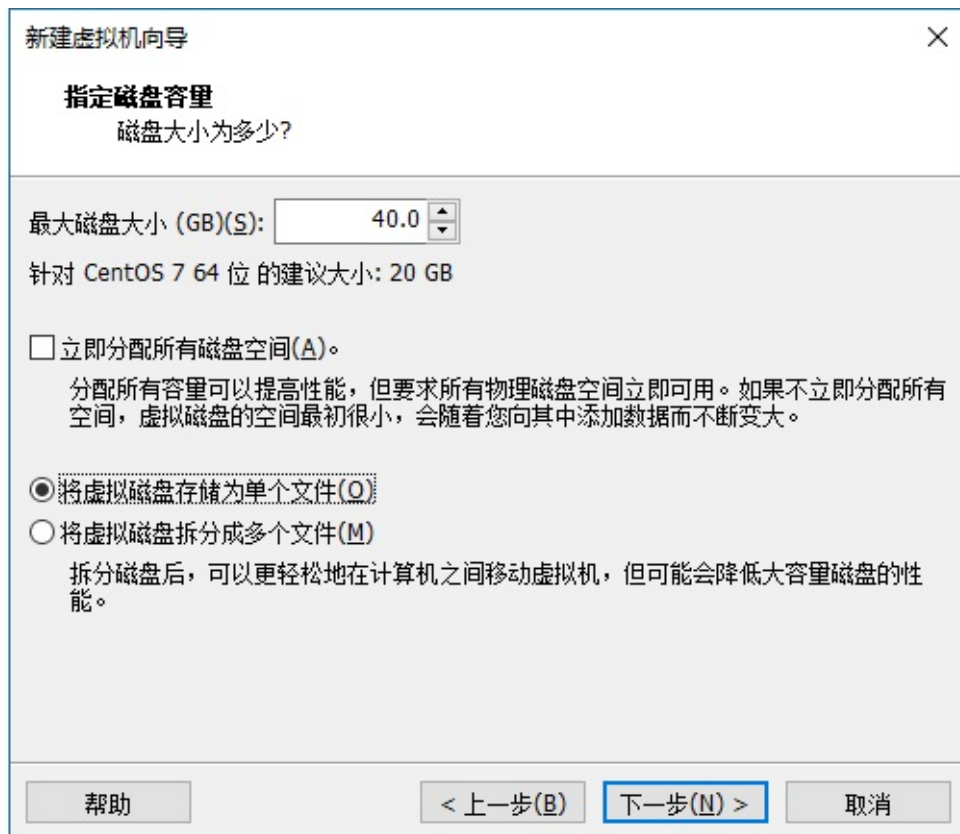 新建虚拟机向导
指定磁盘容量
磁盘大小为多少?
最大磁盘大小 (GB)(S): 40.0
针对 CentOS 7 64 位 的建议大小: 20 GB
立即分配所有磁盘空间(A)。
分配所有容量可以提高性能，但要求所有物理磁盘空间立即可用。如果不立即分配所有
空间，虚拟磁盘的空间最初很小，会随着您向其中添加数据而不断变大。
将虚拟磁盘存储为单个文件(O)
将虚拟磁盘拆分成多个文件(M)
拆分磁盘后，可以更轻松地在计算机之间移动虚拟机，但可能会降低大容量磁盘的性
能。
帮助 < 上一步(B) 下一步(N) > 取消